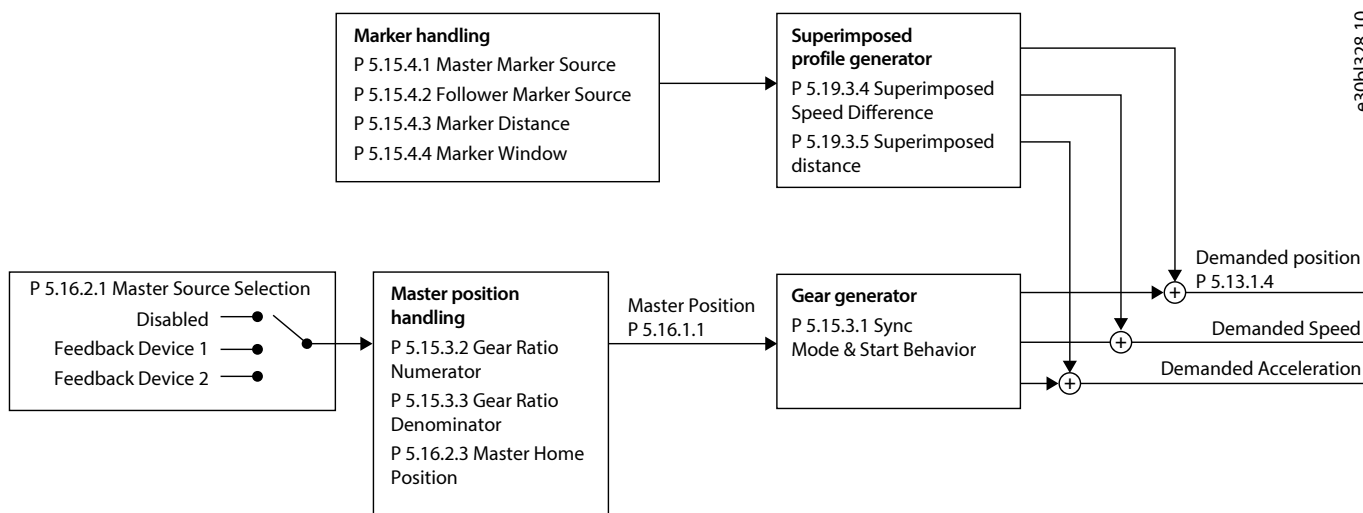 Marker handling
P 5.15.4.1 Master Marker Source
P 5.15.4.2 Follower Marker Source
P 5.15.4.3 Marker Distance
P 5.15.4.4 Marker Window
Superimposed
profile generator
P 5.19.3.4 Superimposed
Speed Difference
P 5.19.3.5 Superimposed
distance
e30bl328.10
P 5.16.2.1 Master Source Selection
Disabled
Feedback Device 1
Feedback Device 2
Master position
handling
P 5.15.3.2 Gear Ratio
Numerator
P 5.15.3.3 Gear Ratio
Denominator
P 5.16.2.3 Master Home
Position
Master Position
P 5.16.1.1
Gear generator
P 5.15.3.1 Sync
Mode & Start Behavior
Demanded position
P 5.13.1.4
Demanded Speed
Demanded Acceleration